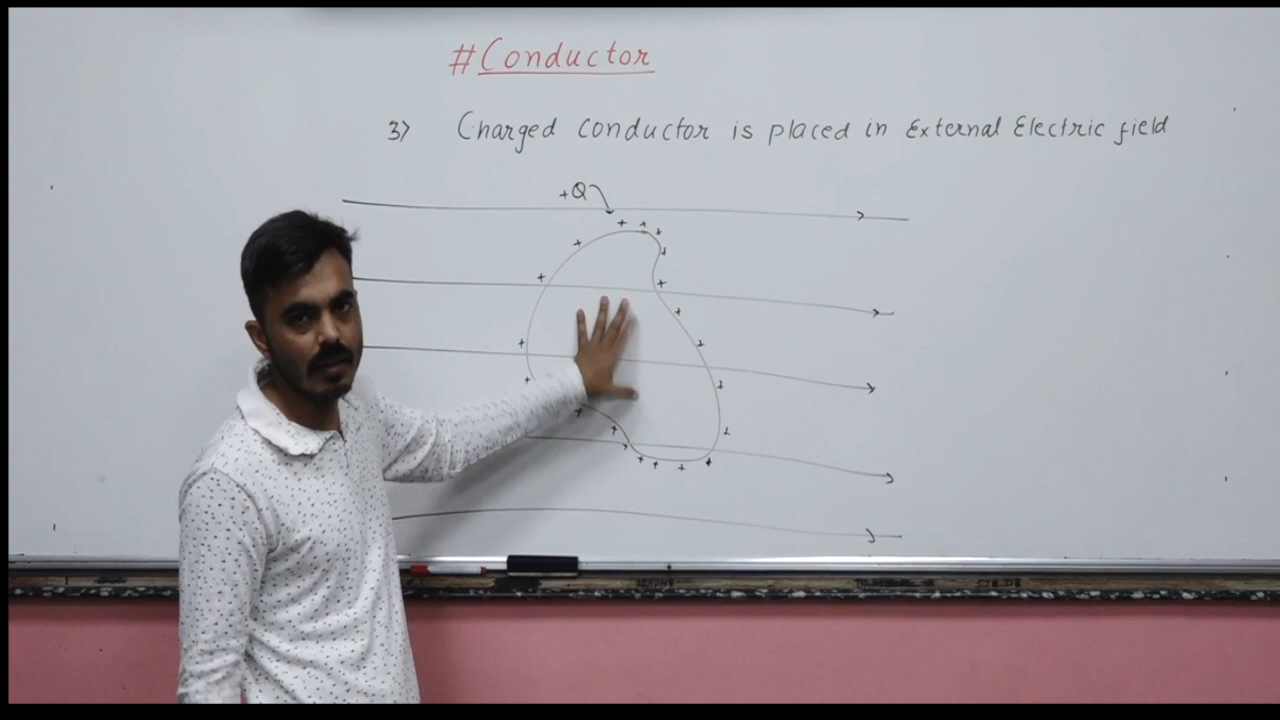 #Conductor
3> Charged conductor is placed in External Electric field
+Q